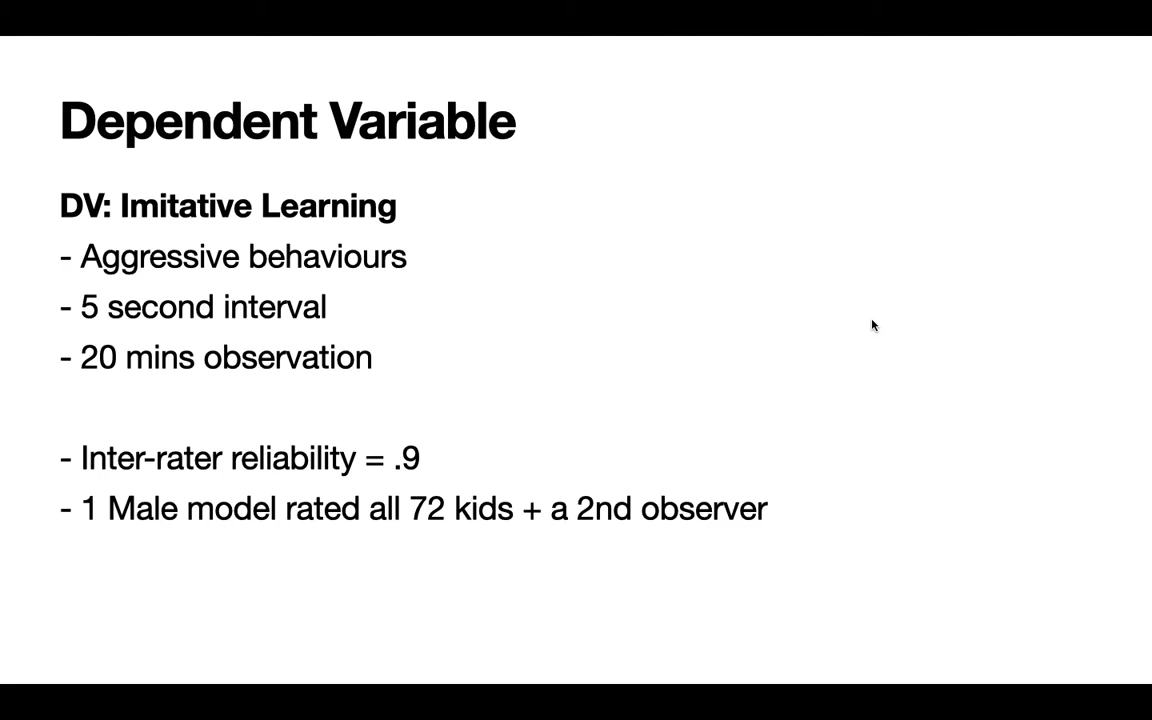 Dependent Variable
DV: Imitative Learning
- Aggressive behaviours
- 5 second interval
- 20 mins observation
- Inter-rater reliability = .9
- 1 Male model rated all 72 kids + a 2nd observer